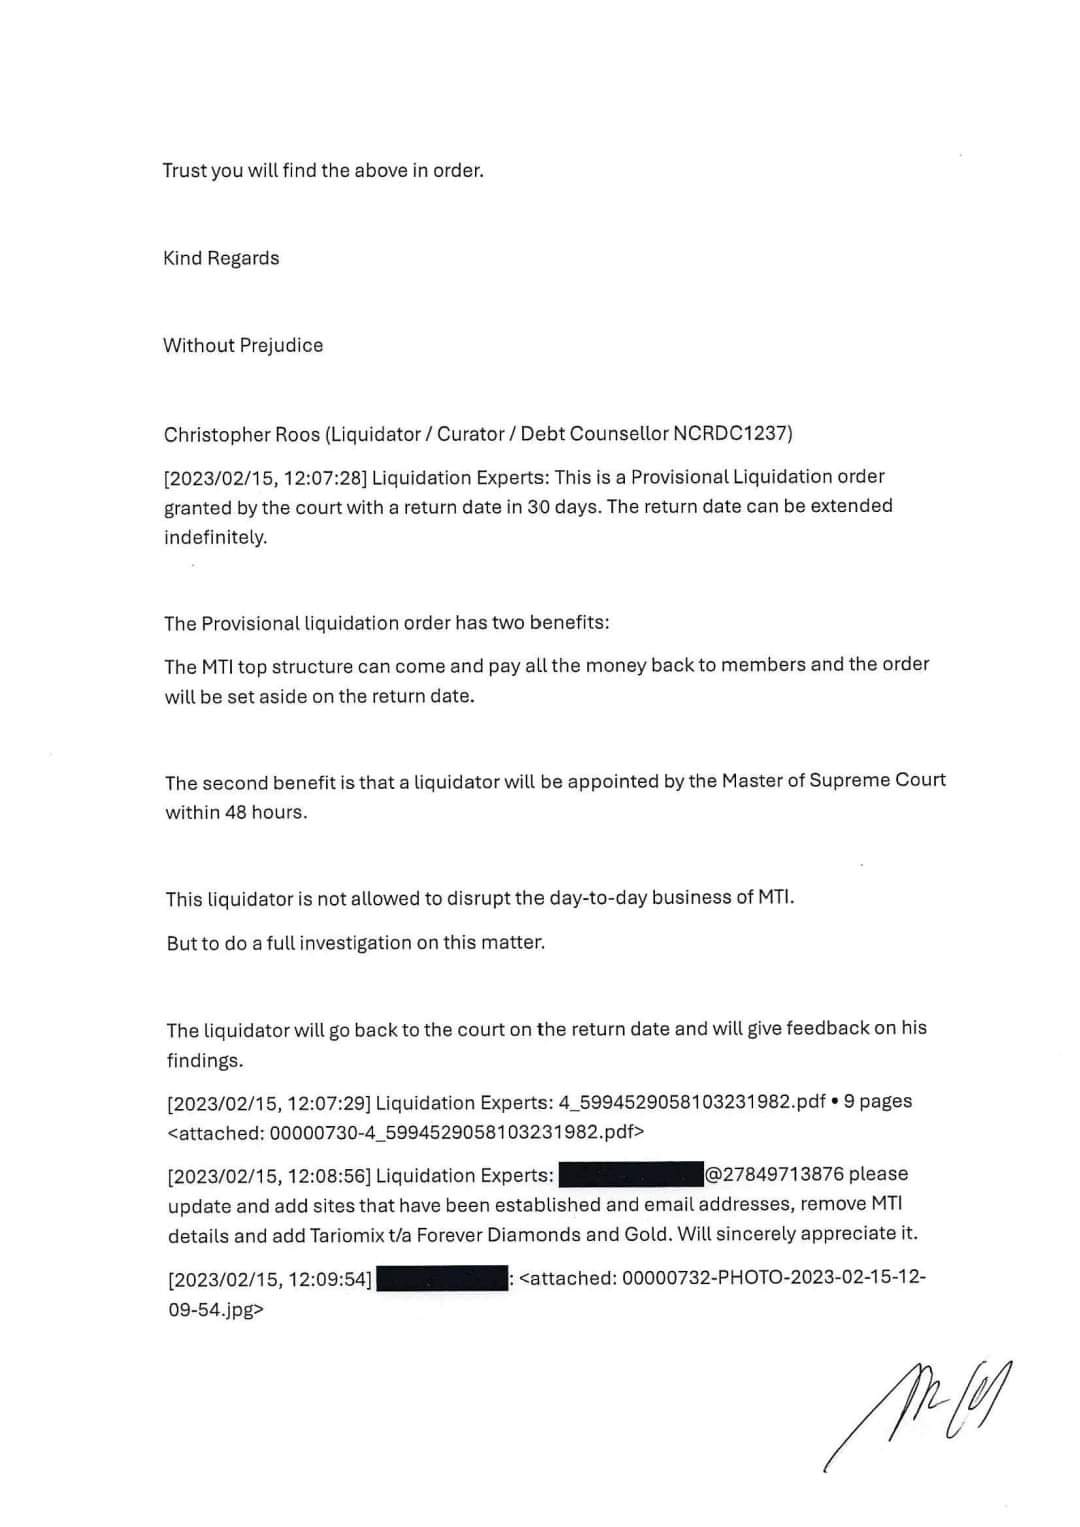 Trust you will find the above in order.
Kind Regards
Without Prejudice
Christopher Roos (Liquidator / Curator / Debt Counsellor NCRDC1237)
[2023/02/15, 12:07:28] Liquidation Experts: This is a Provisional Liquidation order
granted by the court with a return date in 30 days. The return date can be extended
indefinitely.
The Provisional liquidation order has two benefits:
The MTI top structure can come and pay all the money back to members and the order
will be set aside on the return date.
The second benefit is that a liquidator will be appointed by the Master of Supreme Court
within 48 hours.
This liquidator is not allowed to disrupt the day-to-day business of MTI.
But to do a full investigation on this matter.
The liquidator will go back to the court on the return date and will give feedback on his
findings.
[2023/02/15, 12:07:29] Liquidation Experts: 4_5994529058103231982.pdf • 9 pages
<attached: 00000730-4_5994529058103231982.pdf>
[2023/02/15, 12:08:56] Liquidation Experts: @27849713876 please
update and add sites that have been established and email addresses, remove MTI
details and add Tariomix t/a Forever Diamonds and Gold. Will sincerely appreciate it.
[2023/02/15, 12:09:54] : <attached: 00000732-PHOTO-2023-02-15-12-
09-54.jpg>